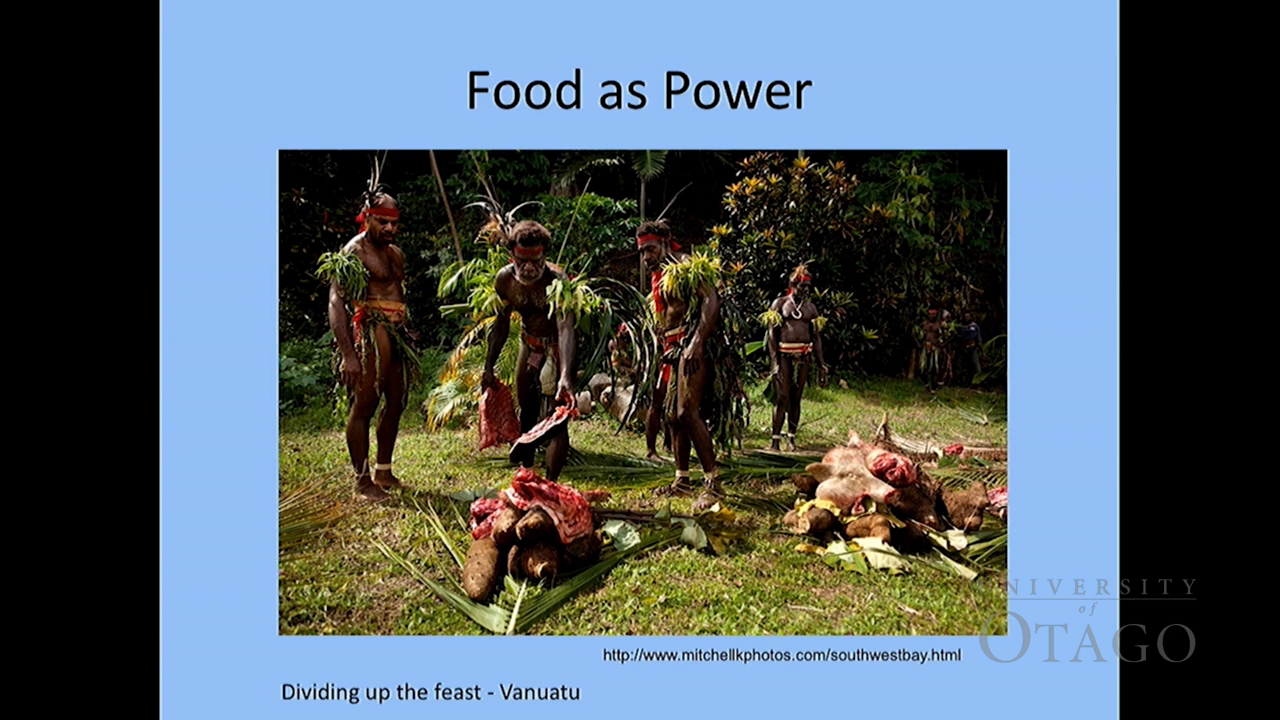 Food as Power
http://www.mitchellkphotos.com/southwestbay.html
UNIVERSITY
of
OTAGO
Dividing up the feast - Vanuatu